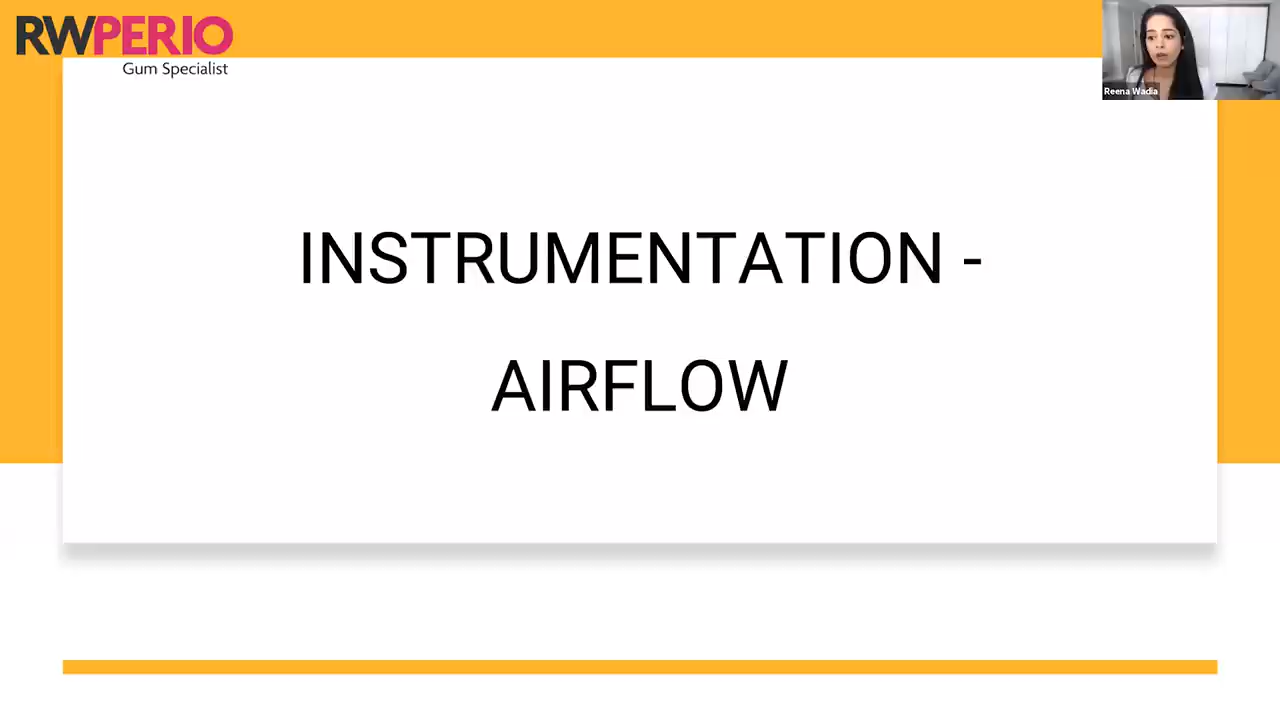 RWPERIO
Gum Specialist
Reena Wadia
INSTRUMENTATION -
AIRFLOW